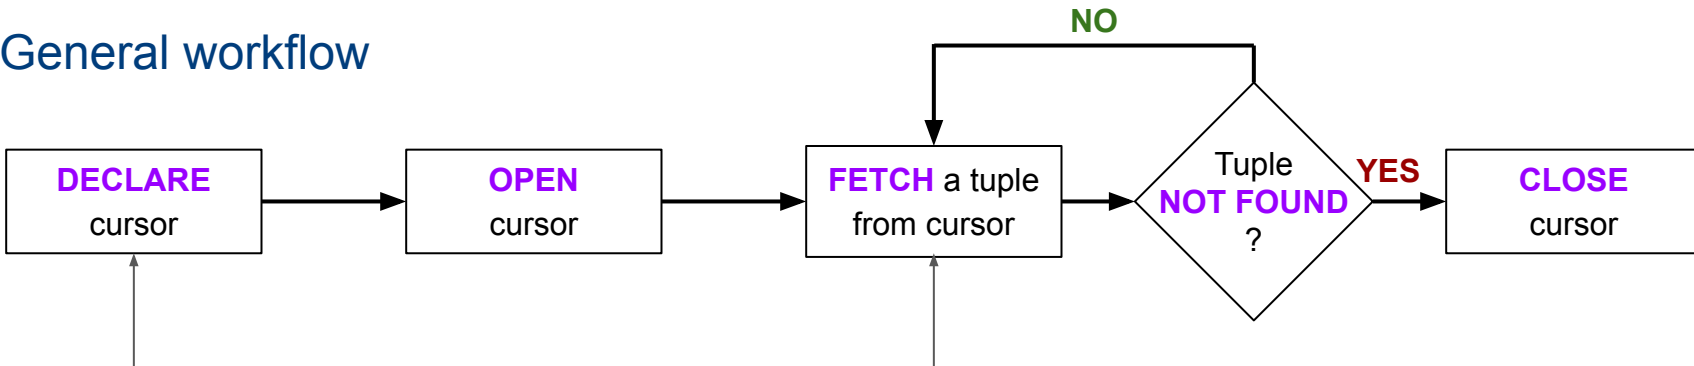 General workflow
NO
DECLARE
cursor
OPEN
cursor
FETCH a tuple
from cursor
Tuple
NOT FOUND
?
YES
CLOSE
cursor